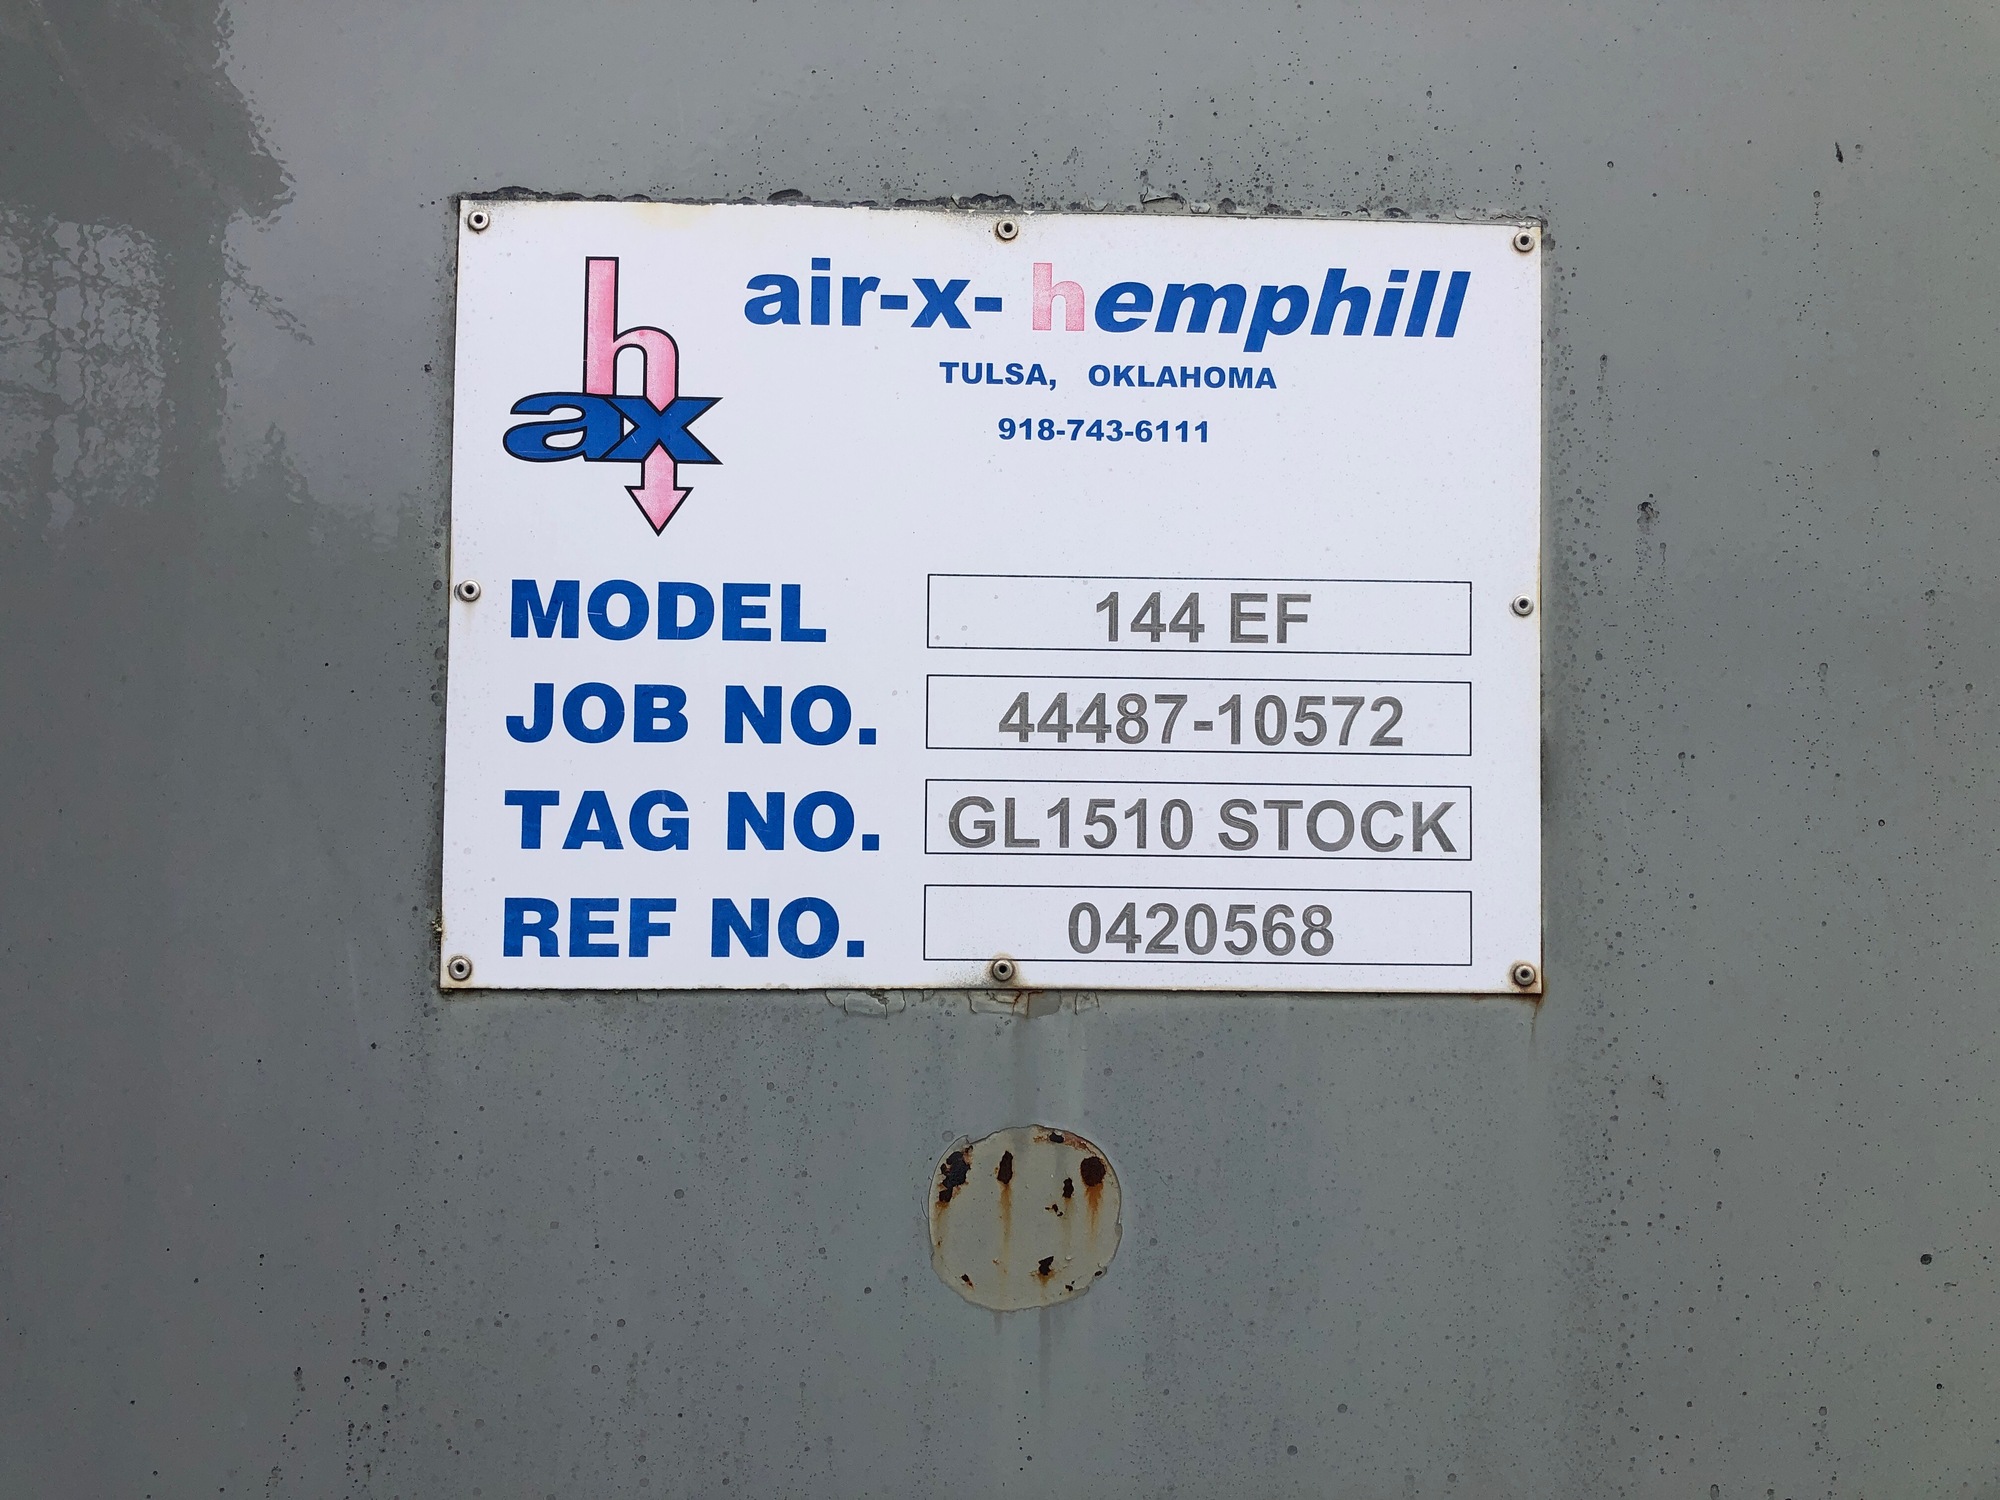 hax
air-x-hemphill
TULSA, OKLAHOMA
918-743-6111
MODEL 144 EF
JOB NO. 44487-10572
TAG NO. GL1510 STOCK
REF NO. 0420568